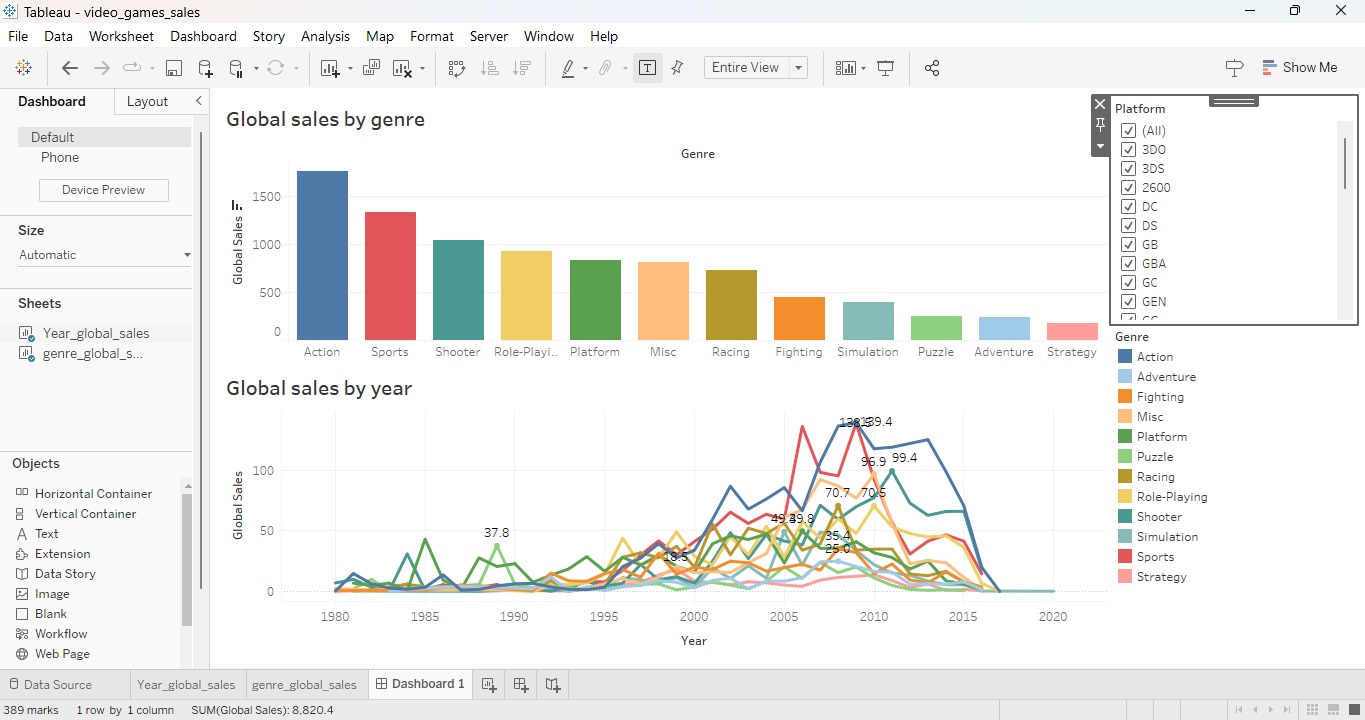 Tableau - video_games_sales
File Data Worksheet Dashboard Story Analysis Map Format Server Window Help
Entire View
Show Me
Dashboard Layout
Default
Phone
Device Preview
Size
Automatic
Sheets
Year_global_sales
genre_global_s...
Objects
Horizontal Container
Vertical Container
Text
Extension
Data Story
Image
Blank
Workflow
Web Page
Global sales by genre
Genre
Global Sales
1500
1000
500
0
Action Sports Shooter Role-Playi.. Platform Misc Racing Fighting Simulation Puzzle Adventure Strategy
Global sales by year
Global Sales
100
50
0
139.4
96.9 99.4
70.7 70.5
37.8
49.8
35.4
25.0
18.5
1980 1985 1990 1995 2000 2005 2010 2015 2020
Year
Platform
(All)
3DO
3DS
2600
DC
DS
GB
GBA
GC
GEN
Genre
Action
Adventure
Fighting
Misc
Platform
Puzzle
Racing
Role-Playing
Shooter
Simulation
Sports
Strategy
Data Source Year_global_sales genre_global_sales Dashboard 1
389 marks 1 row by 1 column SUM(Global Sales): 8,820.4